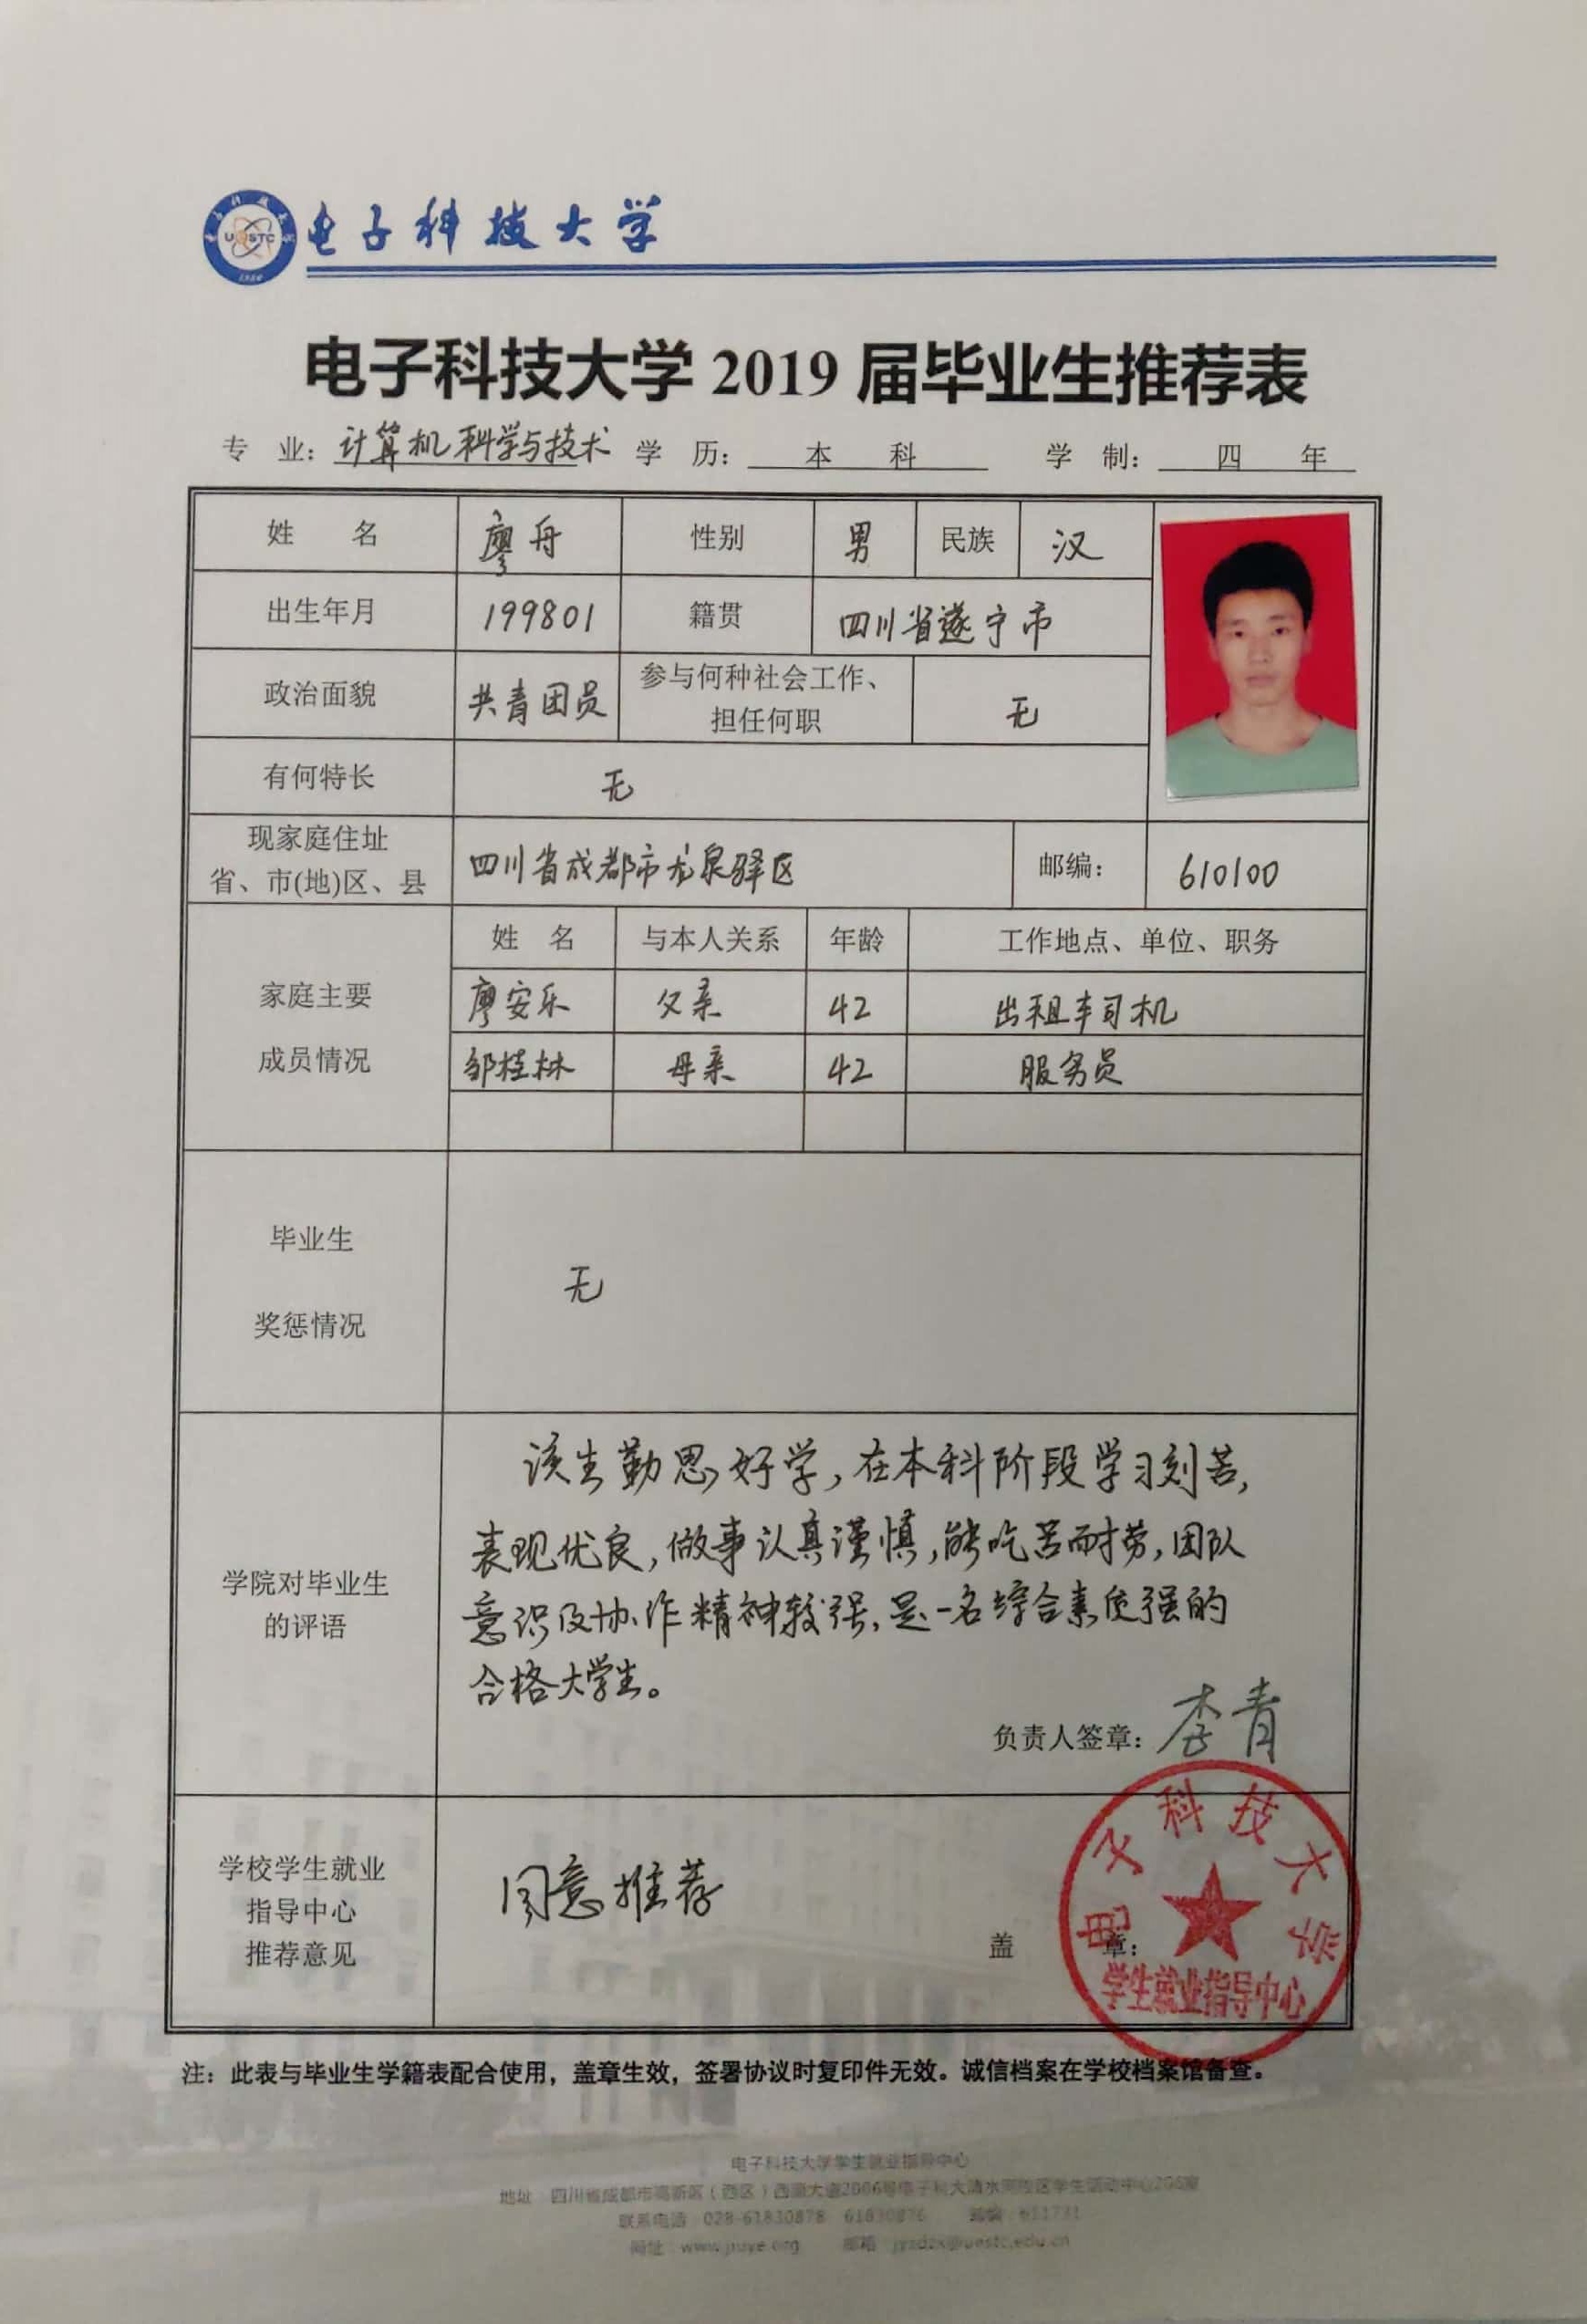 电子科技大学
电子科技大学 2019 届毕业生推荐表
专 业: 计算机科学与技术 学 历: 本 科 学 制: 四 年
姓 名 廖舟 性别 男 民族 汉
出生年月 199801 籍贯 四川省遂宁市
政治面貌 共青团员 参与何种社会工作、担任何职 无
有何特长 无
现家庭住址
省、市(地)区、县 四川省成都市龙泉驿区 邮编: 610100
家庭主要
成员情况
姓 名 与本人关系 年龄 工作地点、单位、职务
廖安乐 父亲 42 出租车司机
邹桂林 母亲 42 服务员
毕业生
奖惩情况
无
学院对毕业生
的评语
该生勤思好学,在本科阶段学习刻苦,
表现优良,做事认真谨慎,能吃苦而耐劳,团队
意识及协作精神较强,是一名综合素质强的
合格大学生。
负责人签章: 李青
学校学生就业
指导中心
推荐意见
同意推荐
盖 章:
电子科技大学
学生就业指导中心
注: 此表与毕业生学籍表配合使用, 盖章生效, 签署协议时复印件无效。诚信档案在学校档案馆备查。
电子科技大学学生就业指导中心
地址 四川省成都市高新区(西区)西源大道2006号电子科大清水河校区学生活动中心206室
联系电话 028-61830878 61830876 邮编 611731
网址 www.jiuye.org 邮箱